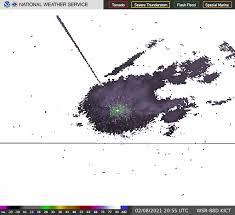 NATIONAL WEATHER SERVICE
Tornado
Severe Thunderstorm
Flash Flood
Special Marine
02/08/2021 20:55 UTC
WSR-88D KICT